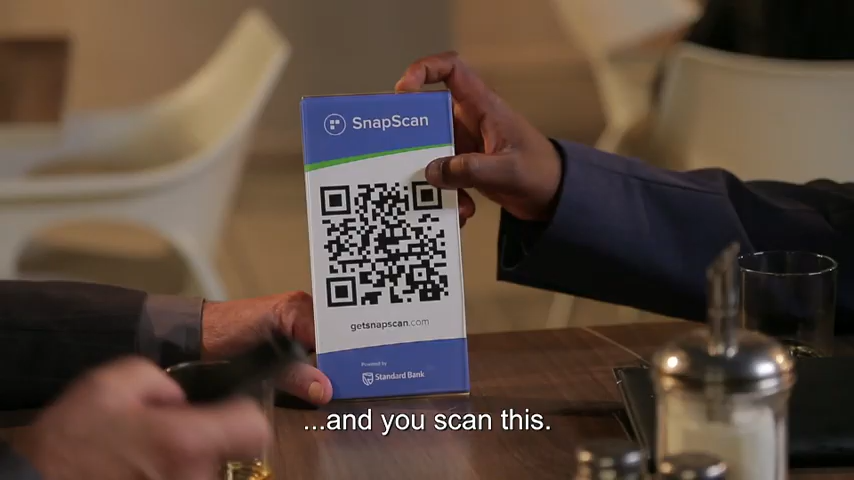 SnapScan
getsnapscan.com
Powered by
Standard Bank
...and you scan this.